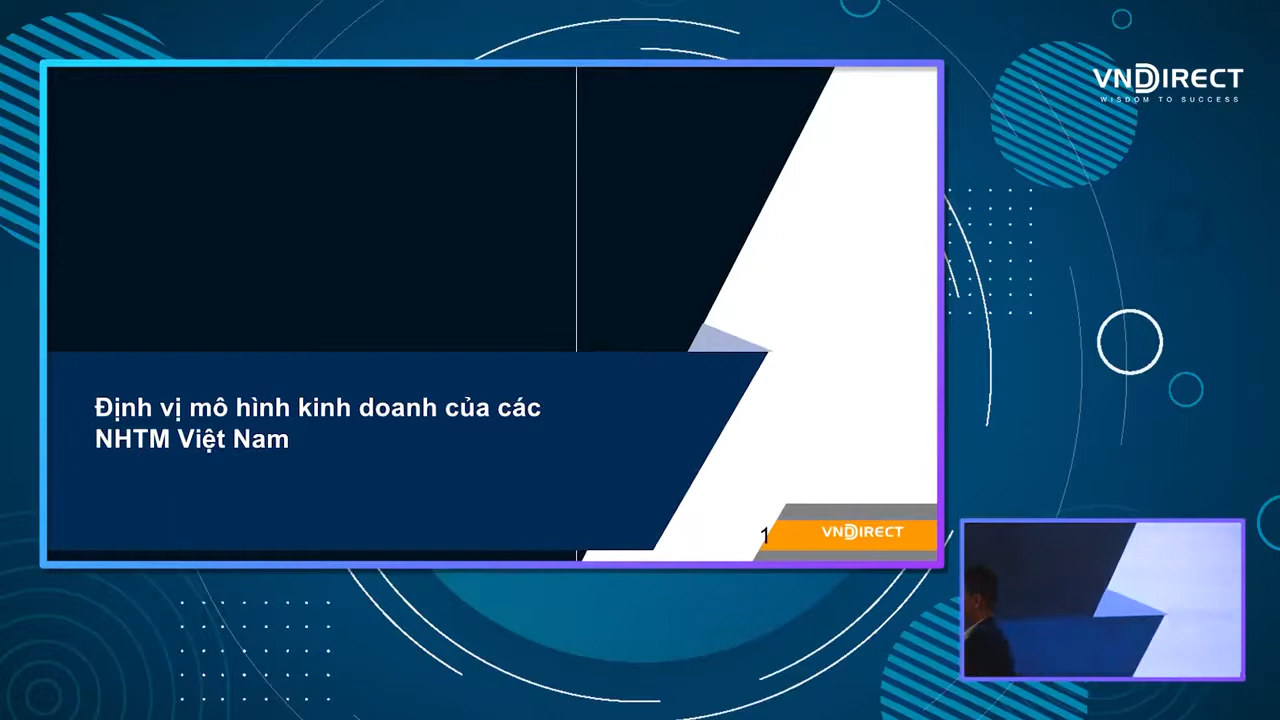 VNDIRECT
WISDOM TO SUCCESS
Định vị mô hình kinh doanh của các
NHTM Việt Nam
1
VNDIRECT